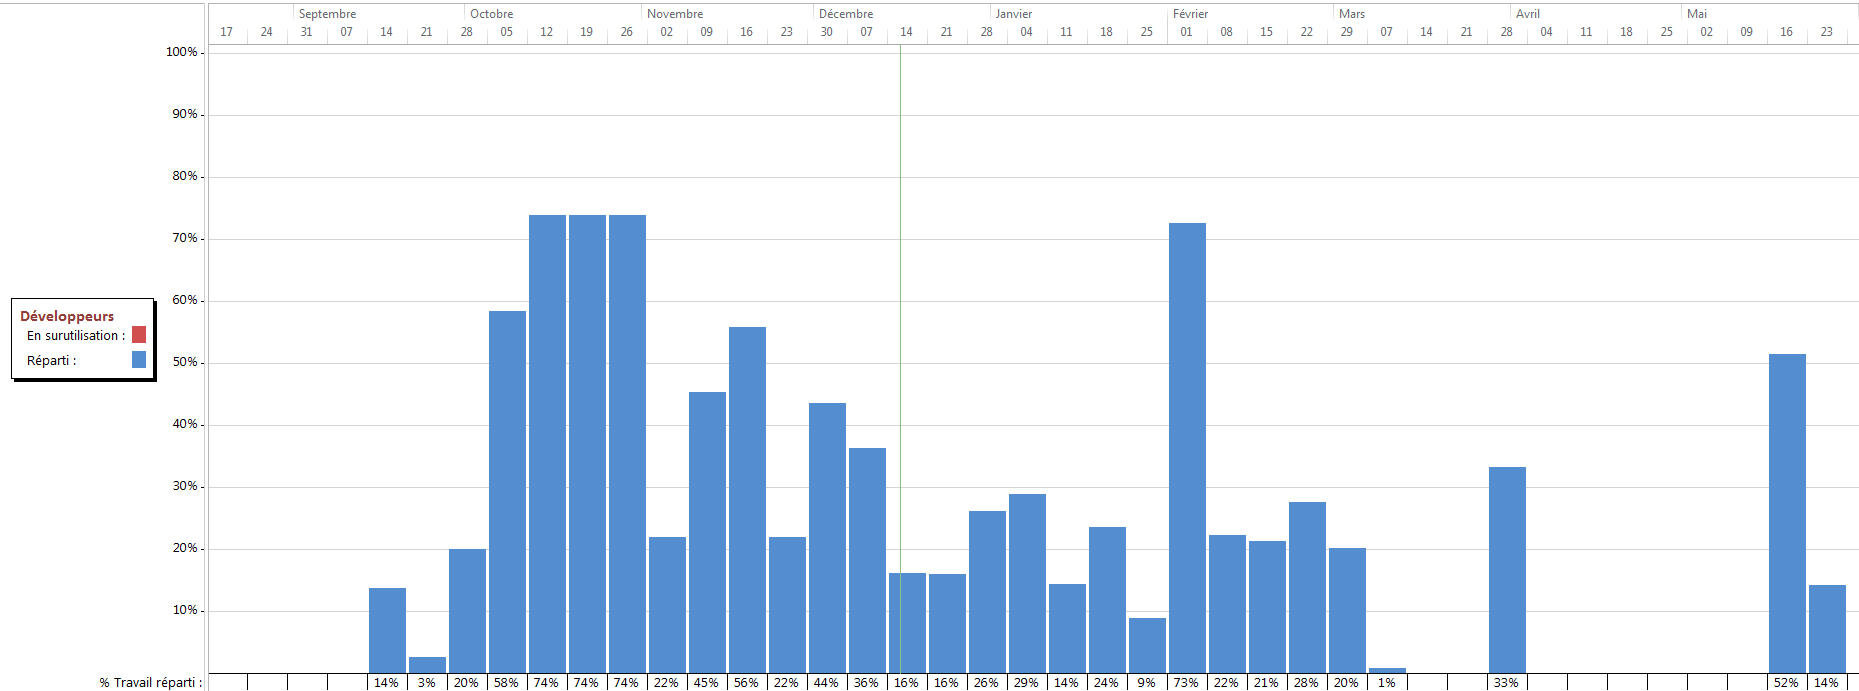 Septembre Octobre Novembre Décembre Janvier Février Mars Avril Mai
17 24 31 07 14 21 28 05 12 19 26 02 09 16 23 30 07 14 21 28 04 11 18 25 01 08 15 22 29 07 14 21 28 04 11 18 25 02 09 16 23
100%
90%
80%
70%
60%
50%
40%
30%
20%
10%
Développeurs
En surutilisation :
Réparti :
% Travail réparti : 14% 3% 20% 58% 74% 74% 74% 22% 45% 56% 22% 44% 36% 16% 16% 26% 29% 14% 24% 9% 73% 22% 21% 28% 20% 1% 33% 52% 14%